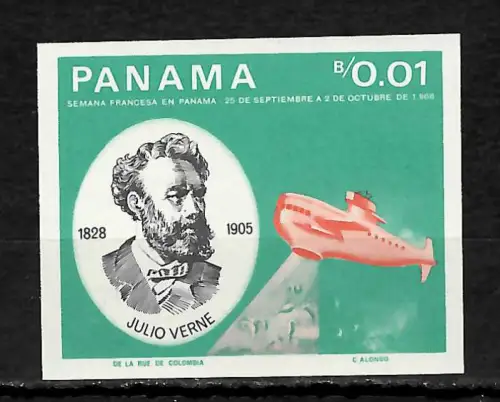 PANAMA B/0.01
SEMANA FRANCESA EN PANAMA · 25 DE SEPTIEMBRE A 2 DE OCTUBRE DE 1.966
1828 1905
JULIO VERNE
DE LA RUE DE COLOMBIA C ALONSO